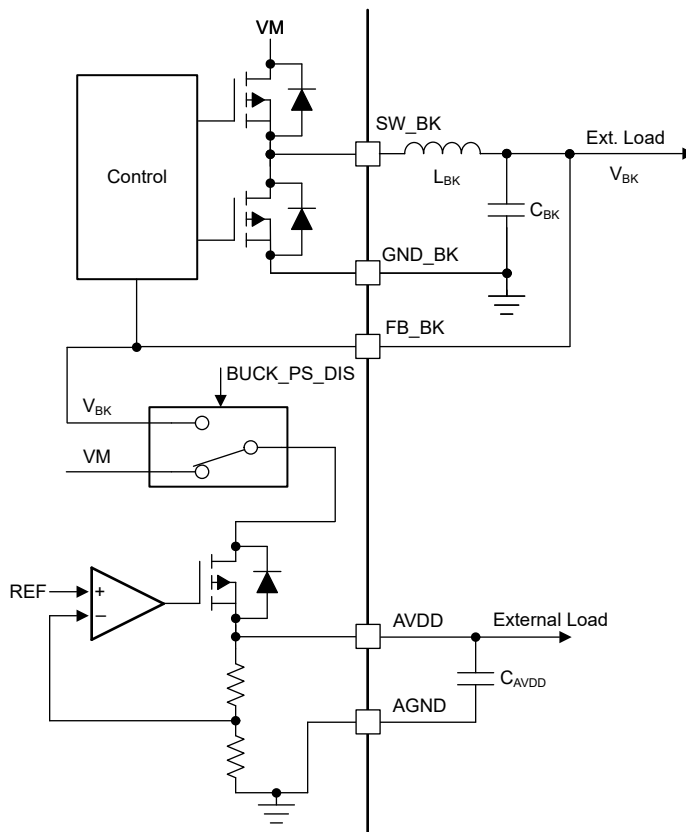 VM
SW_BK
Ext. Load
Control
LBK
VBK
CBK
GND_BK
FB_BK
BUCK_PS_DIS
VBK
VM
REF
+
–
AVDD
External Load
CAVDD
AGND